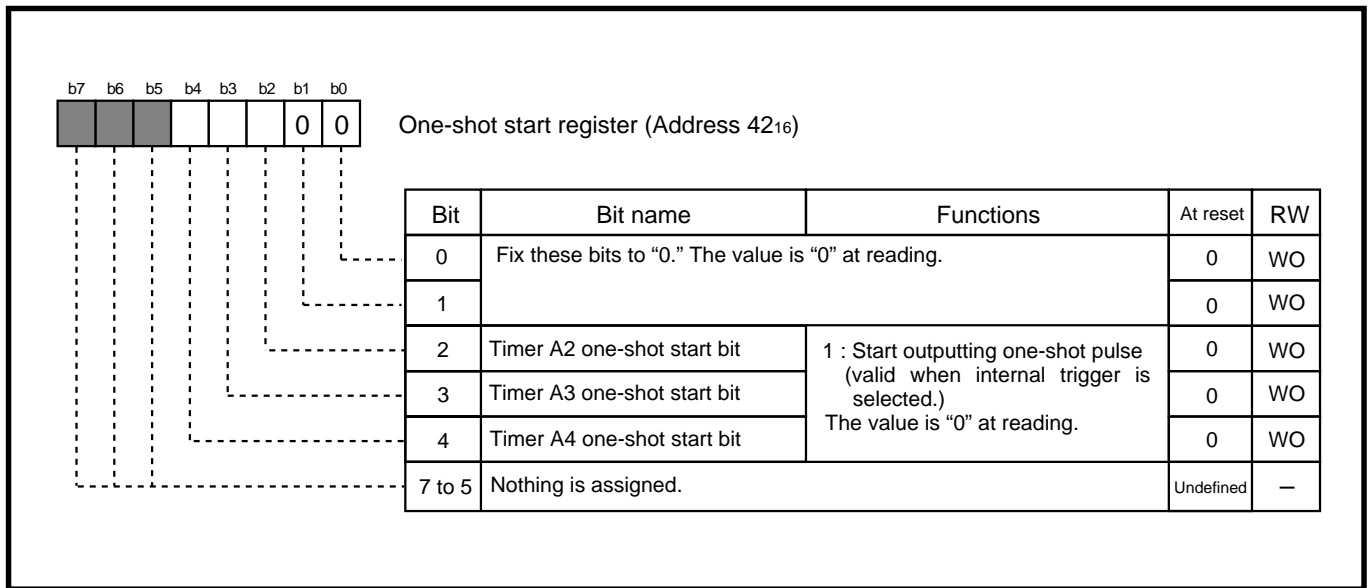 b7 b6 b5 b4 b3 b2 b1 b0
0 0
One-shot start register (Address 42₁₆)
Bit Bit name Functions At reset RW
0 Fix these bits to “0.” The value is “0” at reading. 0 WO
1 0 WO
2 Timer A2 one-shot start bit 1 : Start outputting one-shot pulse 0 WO
(valid when internal trigger is
3 Timer A3 one-shot start bit selected.) 0 WO
The value is “0” at reading.
4 Timer A4 one-shot start bit 0 WO
7 to 5 Nothing is assigned. Undefined –